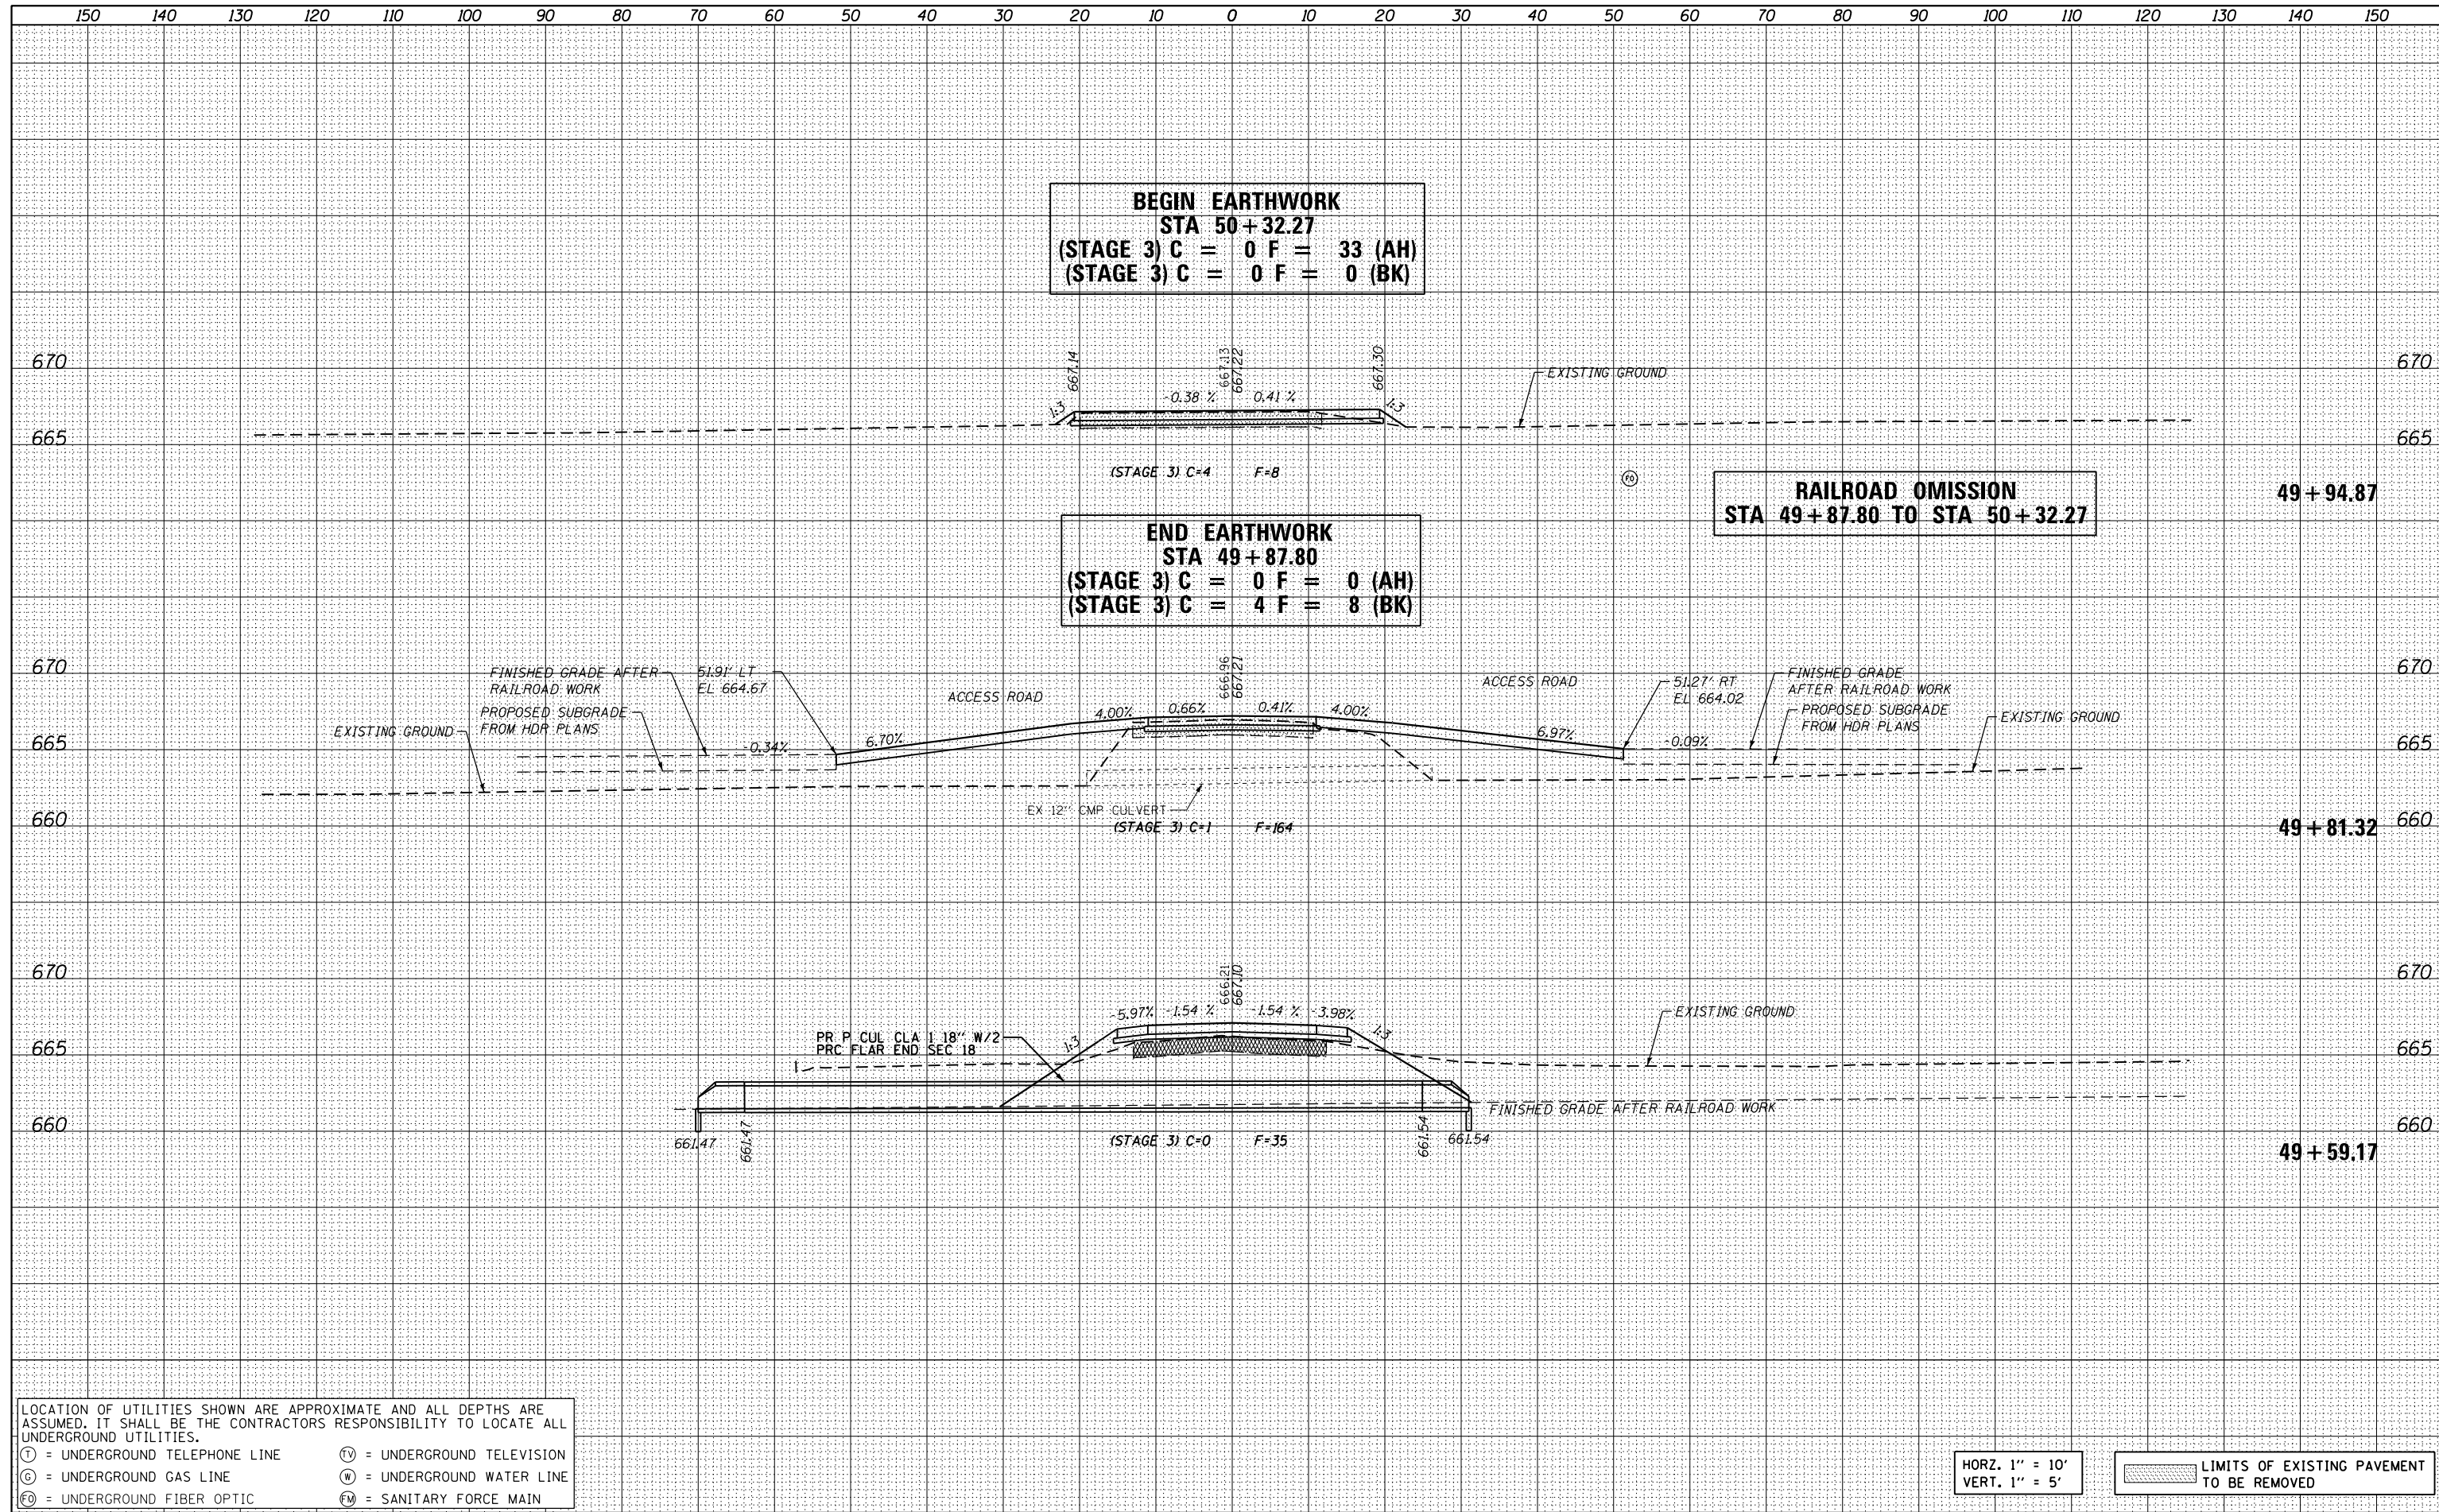 150 140 130 120 110 100 90 80 70 60 50 40 30 20 10 0 10 20 30 40 50 60 70 80 90 100 110 120 130 140 150
BEGIN EARTHWORK
STA 50+32.27
(STAGE 3) C = 0 F = 33 (AH)
(STAGE 3) C = 0 F = 0 (BK)
667.14
667.13
667.22
667.30
670
670
EXISTING GROUND
1:3
-0.38 %
0.41 %
1:3
665
665
(STAGE 3) C=4 F=8
FO
RAILROAD OMISSION
STA 49+87.80 TO STA 50+32.27
49+94.87
END EARTHWORK
STA 49+87.80
(STAGE 3) C = 0 F = 0 (AH)
(STAGE 3) C = 4 F = 8 (BK)
670
670
FINISHED GRADE AFTER
RAILROAD WORK
51.91' LT
EL 664.67
ACCESS ROAD
666.96
667.21
ACCESS ROAD
51.27' RT
EL 664.02
FINISHED GRADE
AFTER RAILROAD WORK
PROPOSED SUBGRADE
FROM HDR PLANS
PROPOSED SUBGRADE
FROM HDR PLANS
EXISTING GROUND
EXISTING GROUND
-0.34%
6.70%
4.00%
0.66%
0.41%
4.00%
6.97%
-0.09%
665
665
EX 12" CMP CULVERT
(STAGE 3) C=1 F=164
660
660
49+81.32
670
670
666.21
667.10
-5.97%
-1.54 %
-1.54 %
-3.98%
EXISTING GROUND
PR P CUL CLA 1 18" W/2
PRC FLAR END SEC 18
1:3
1:3
665
665
FINISHED GRADE AFTER RAILROAD WORK
660
660
661.47
661.47
(STAGE 3) C=0 F=35
661.54
661.54
49+59.17
LOCATION OF UTILITIES SHOWN ARE APPROXIMATE AND ALL DEPTHS ARE
ASSUMED. IT SHALL BE THE CONTRACTORS RESPONSIBILITY TO LOCATE ALL
UNDERGROUND UTILITIES.
T = UNDERGROUND TELEPHONE LINE
TV = UNDERGROUND TELEVISION
G = UNDERGROUND GAS LINE
W = UNDERGROUND WATER LINE
FO = UNDERGROUND FIBER OPTIC
FM = SANITARY FORCE MAIN
HORZ. 1" = 10'
VERT. 1" = 5'
LIMITS OF EXISTING PAVEMENT
TO BE REMOVED